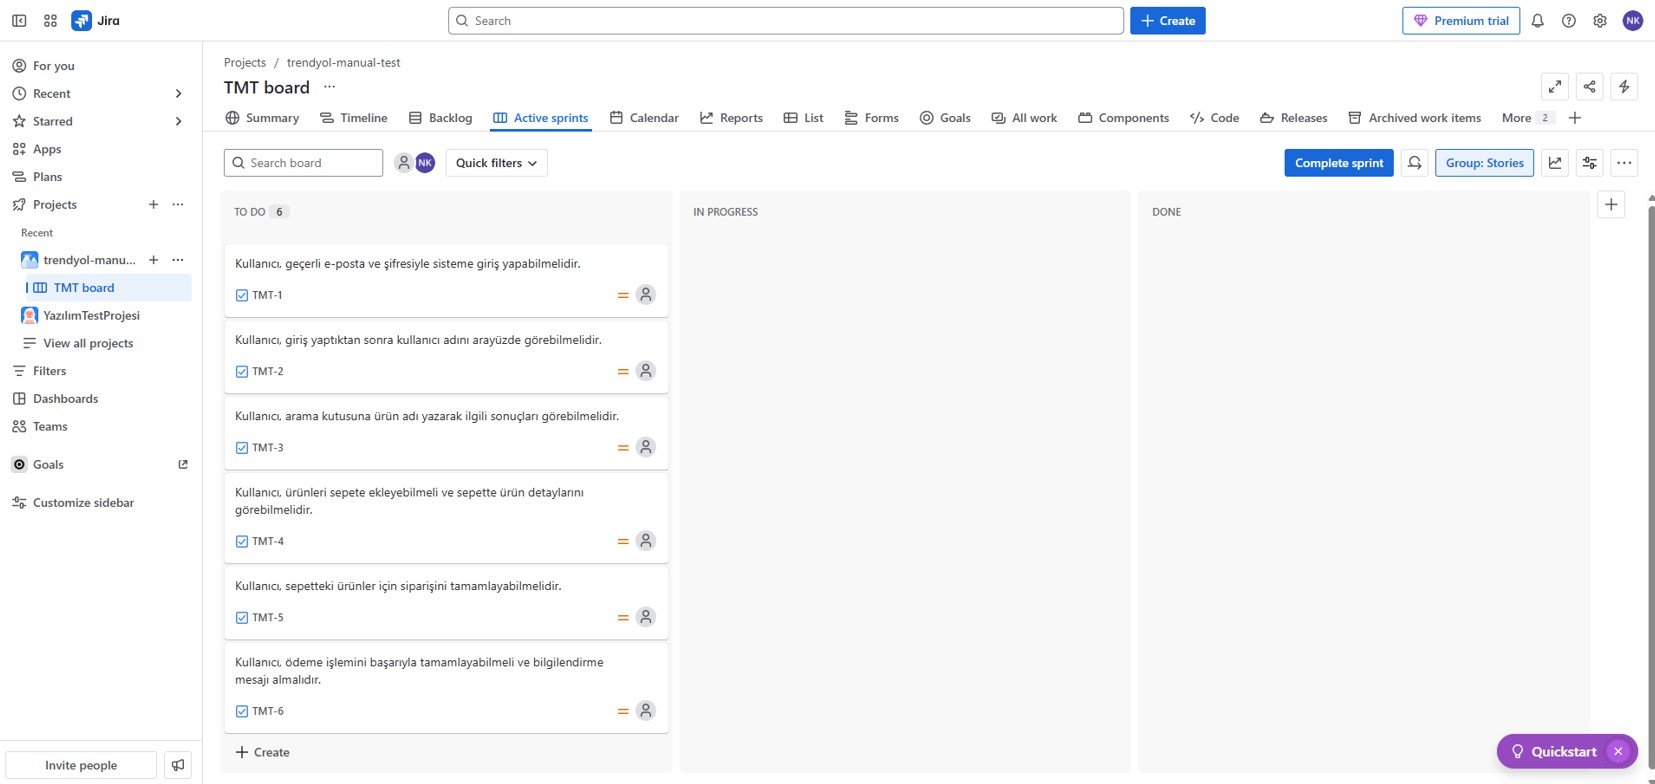 Jira
Search
Create
Premium trial
NK
For you
Recent
Starred
Apps
Plans
Projects
Recent
trendyol-manu...
TMT board
YazılımTestProjesi
View all projects
Filters
Dashboards
Teams
Goals
Customize sidebar
Invite people
Projects / trendyol-manual-test
TMT board
Summary Timeline Backlog Active sprints Calendar Reports List Forms Goals All work Components Code Releases Archived work items More 2
Search board NK Quick filters Complete sprint Group: Stories
TO DO 6 IN PROGRESS DONE
Kullanıcı, geçerli e-posta ve şifresiyle sisteme giriş yapabilmelidir.
TMT-1
Kullanıcı, giriş yaptıktan sonra kullanıcı adını arayüzde görebilmelidir.
TMT-2
Kullanıcı, arama kutusuna ürün adı yazarak ilgili sonuçları görebilmelidir.
TMT-3
Kullanıcı, ürünleri sepete ekleyebilmeli ve sepette ürün detaylarını
görebilmelidir.
TMT-4
Kullanıcı, sepetteki ürünler için siparişini tamamlayabilmelidir.
TMT-5
Kullanıcı, ödeme işlemini başarıyla tamamlayabilmeli ve bilgilendirme
mesajı almalıdır.
TMT-6
Create
Quickstart